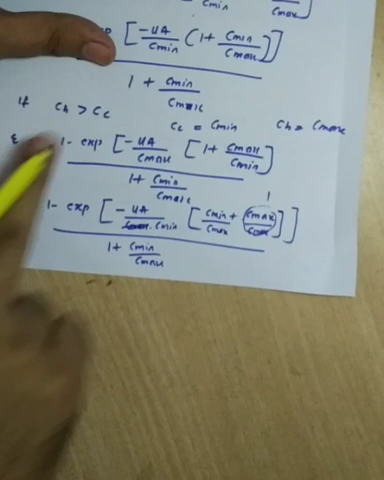 Cmin Cmax ]
exp [ -UA/Cmin ( 1 + Cmin/Cmax ) ]
1 + Cmin/Cmax
If Ch > Cc
Cc = Cmin Ch = Cmax
1 - exp [ -UA/Cmax [ 1 + Cmax/Cmin ]
1 + Cmin/Cmax
1
1 - exp [ -UA/Cmin [ Cmin/Cmax + Cmax/Cmax ] ]
1 + Cmin/Cmax